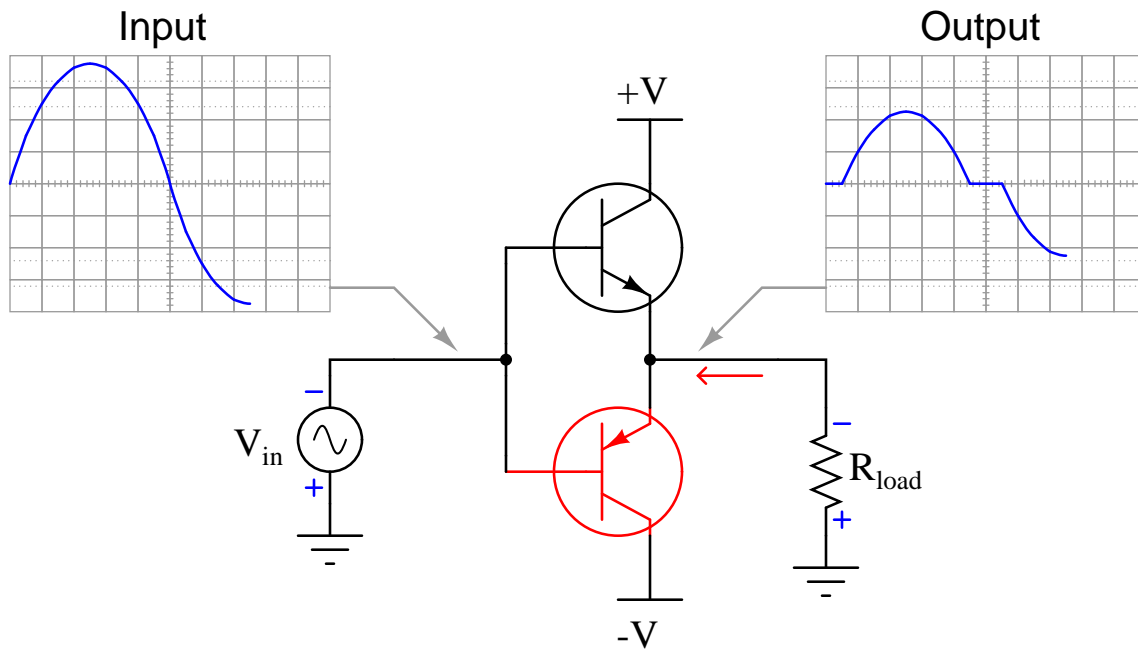 Input
Output
+V
−
V_in
+
−
R_load
+
-V